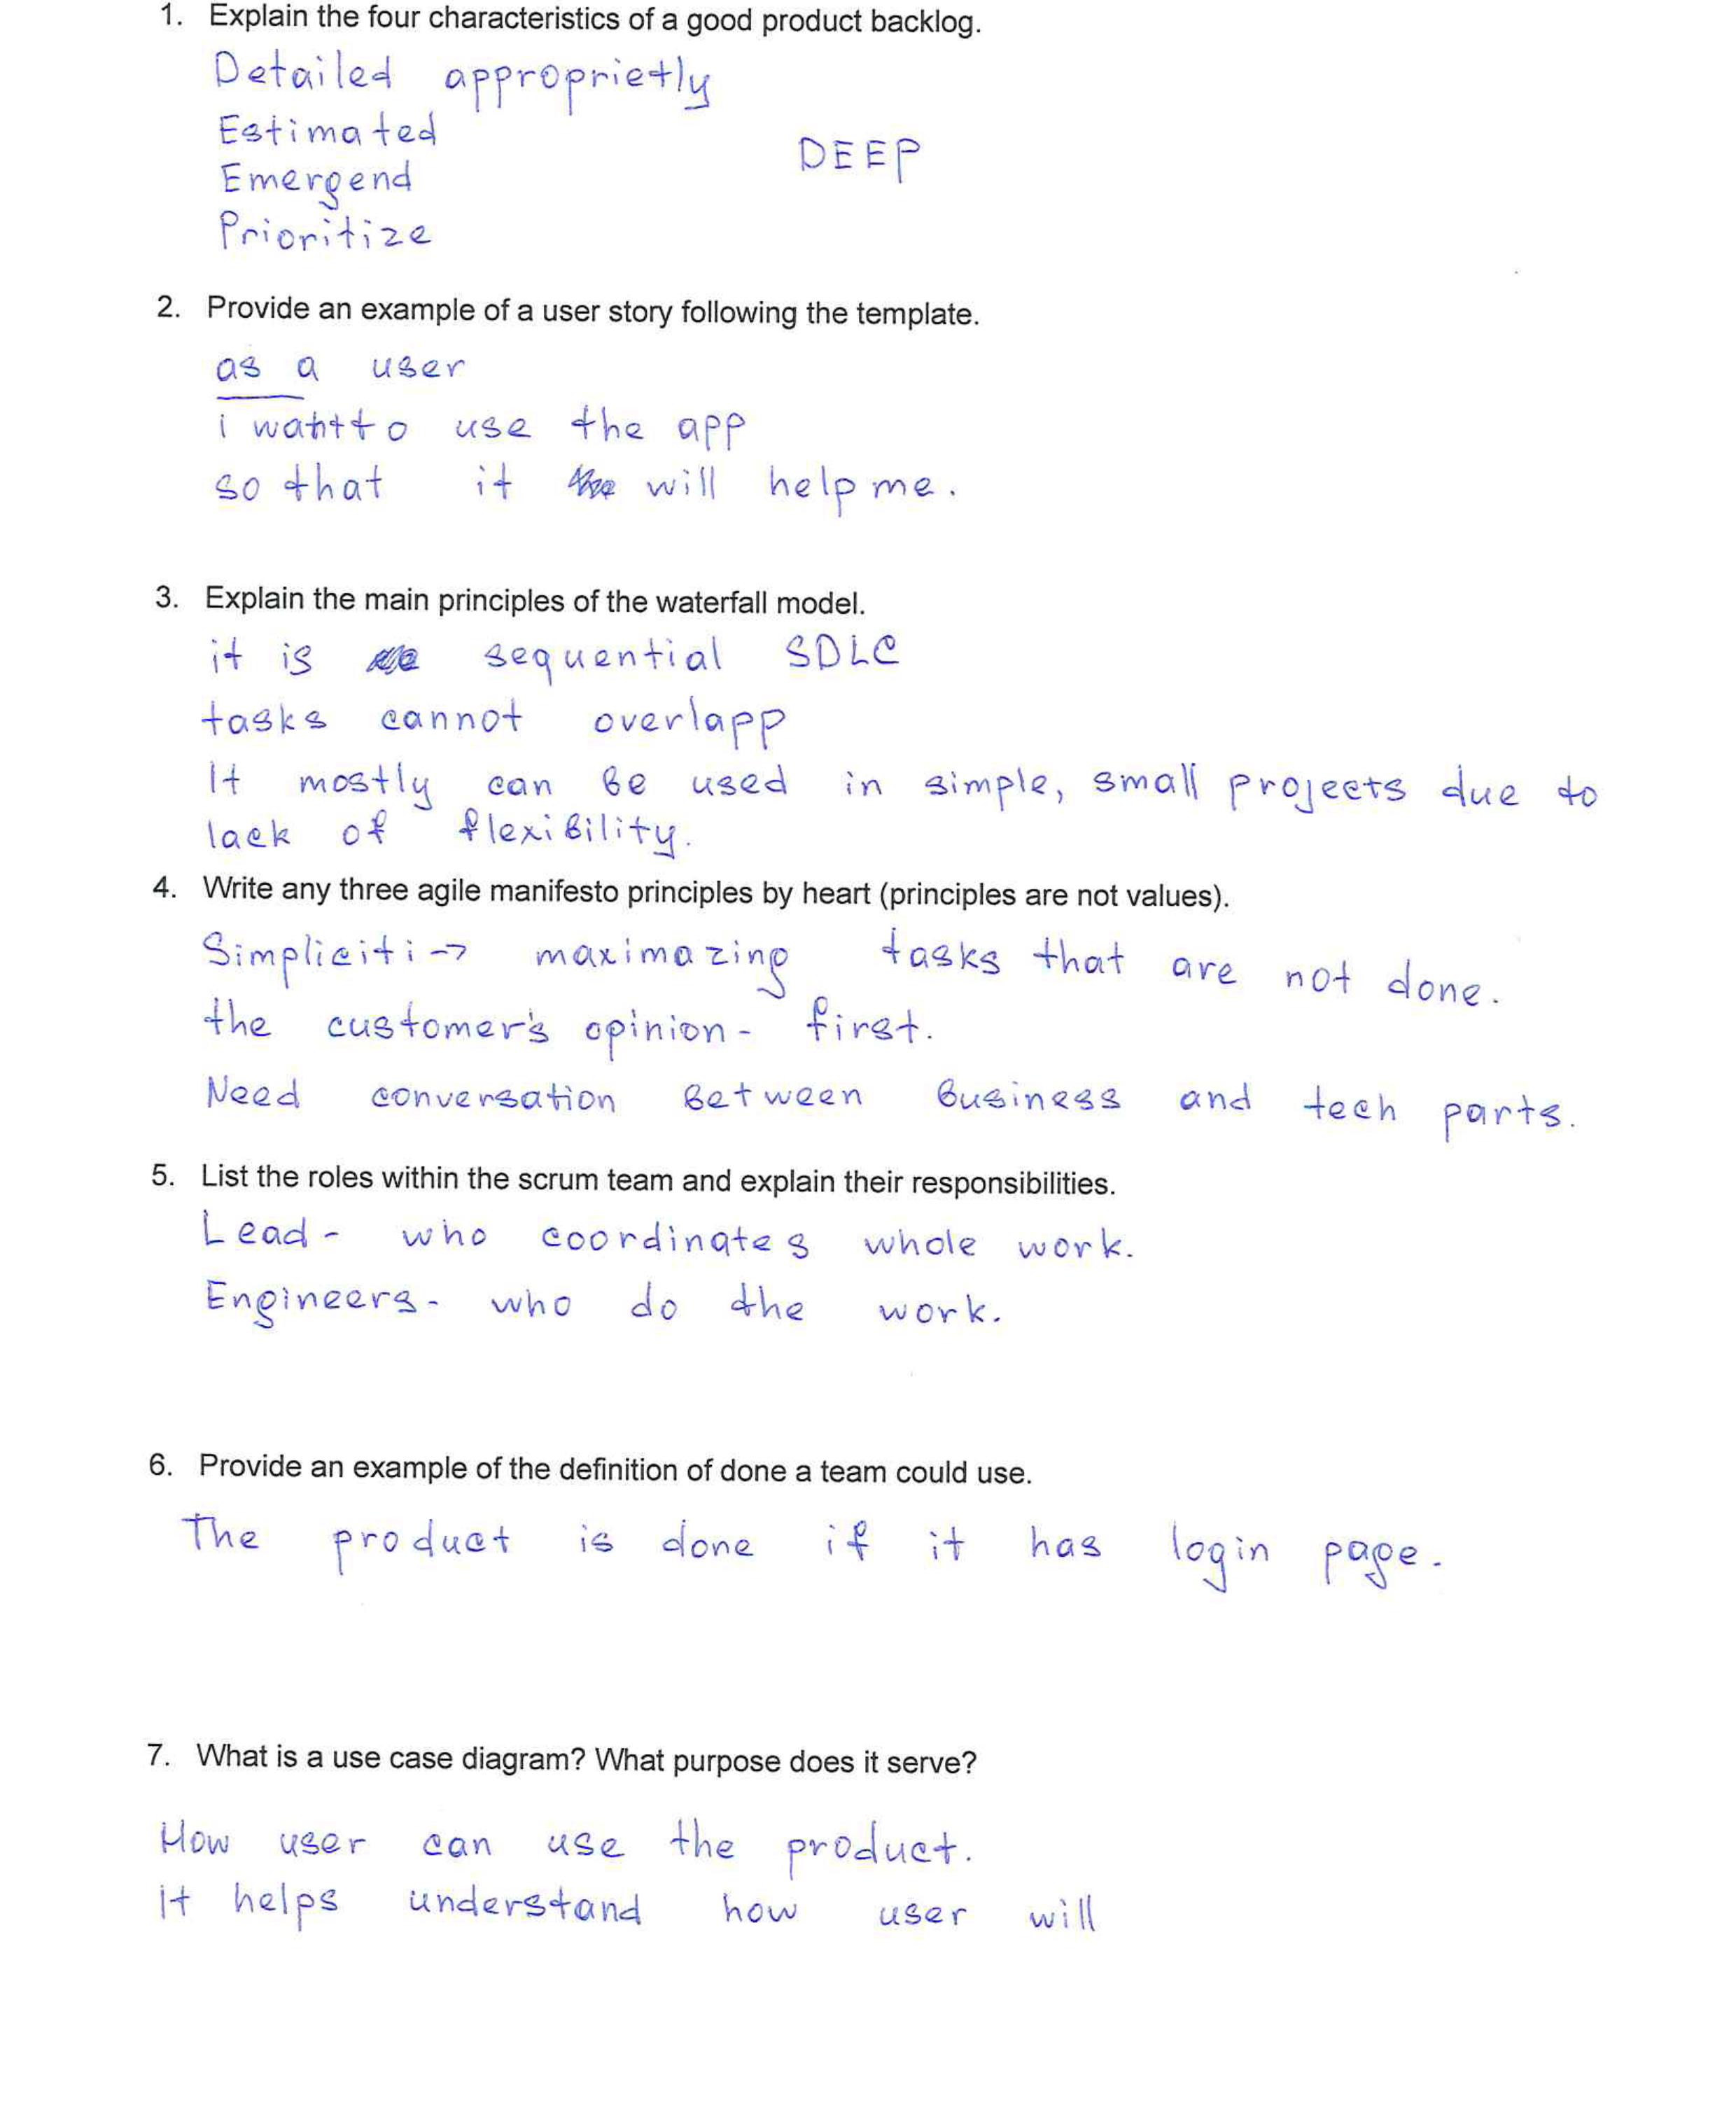 1. Explain the four characteristics of a good product backlog.
Detailed appropriatly
Estimated
DEEP
Emergend
Prioritize
2. Provide an example of a user story following the template.
as a user
i want to use the app
so that it will help me.
3. Explain the main principles of the waterfall model.
it is sequential SDLC
tasks cannot overlapp
It mostly can be used in simple, small projects due to
lack of flexibility.
4. Write any three agile manifesto principles by heart (principles are not values).
Simpliciti → maximazing tasks that are not done.
the customer's opinion - first.
Need conversation between business and tech parts.
5. List the roles within the scrum team and explain their responsibilities.
Lead - who coordinates whole work.
Engineers - who do the work.
6. Provide an example of the definition of done a team could use.
The product is done if it has login page.
7. What is a use case diagram? What purpose does it serve?
How user can use the product.
it helps understand how user will